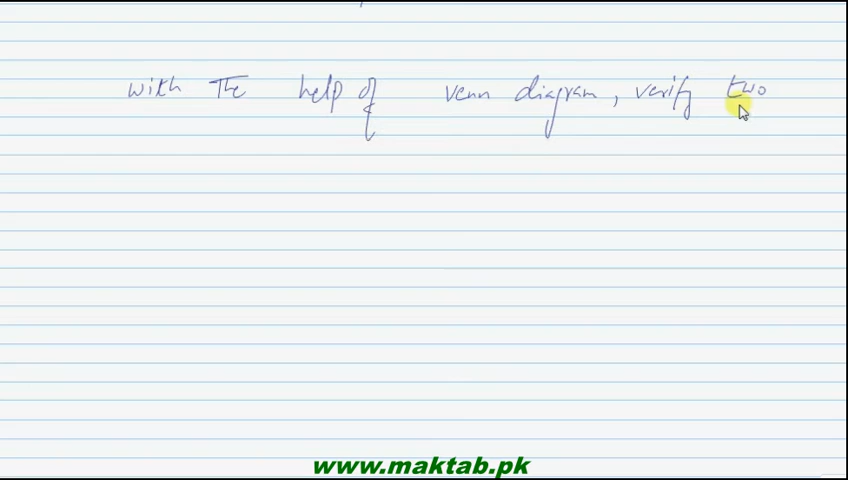 with The help of venn diagram, verify two
www.maktab.pk